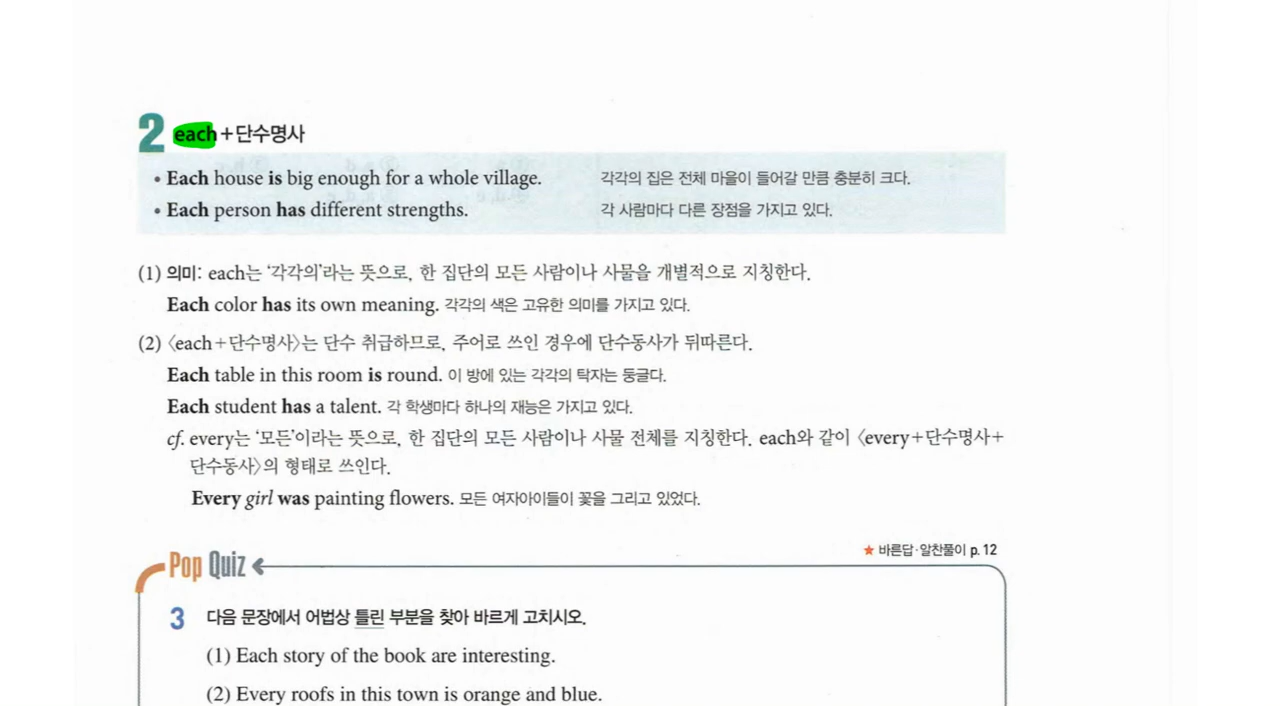 2 each+단수명사
• Each house is big enough for a whole village. 각각의 집은 전체 마을이 들어갈 만큼 충분히 크다.
• Each person has different strengths. 각 사람마다 다른 장점을 가지고 있다.
(1) 의미: each는 '각각의'라는 뜻으로, 한 집단의 모든 사람이나 사물을 개별적으로 지칭한다.
Each color has its own meaning. 각각의 색은 고유한 의미를 가지고 있다.
(2) 〈each+단수명사〉는 단수 취급하므로, 주어로 쓰인 경우에 단수동사가 뒤따른다.
Each table in this room is round. 이 방에 있는 각각의 탁자는 둥글다.
Each student has a talent. 각 학생마다 하나의 재능은 가지고 있다.
cf. every는 '모든'이라는 뜻으로, 한 집단의 모든 사람이나 사물 전체를 지칭한다. each와 같이 〈every+단수명사+
단수동사〉의 형태로 쓰인다.
Every girl was painting flowers. 모든 여자아이들이 꽃을 그리고 있었다.
★ 바른답·알찬풀이 p. 12
Pop Quiz
3 다음 문장에서 어법상 틀린 부분을 찾아 바르게 고치시오.
(1) Each story of the book are interesting.
(2) Every roofs in this town is orange and blue.